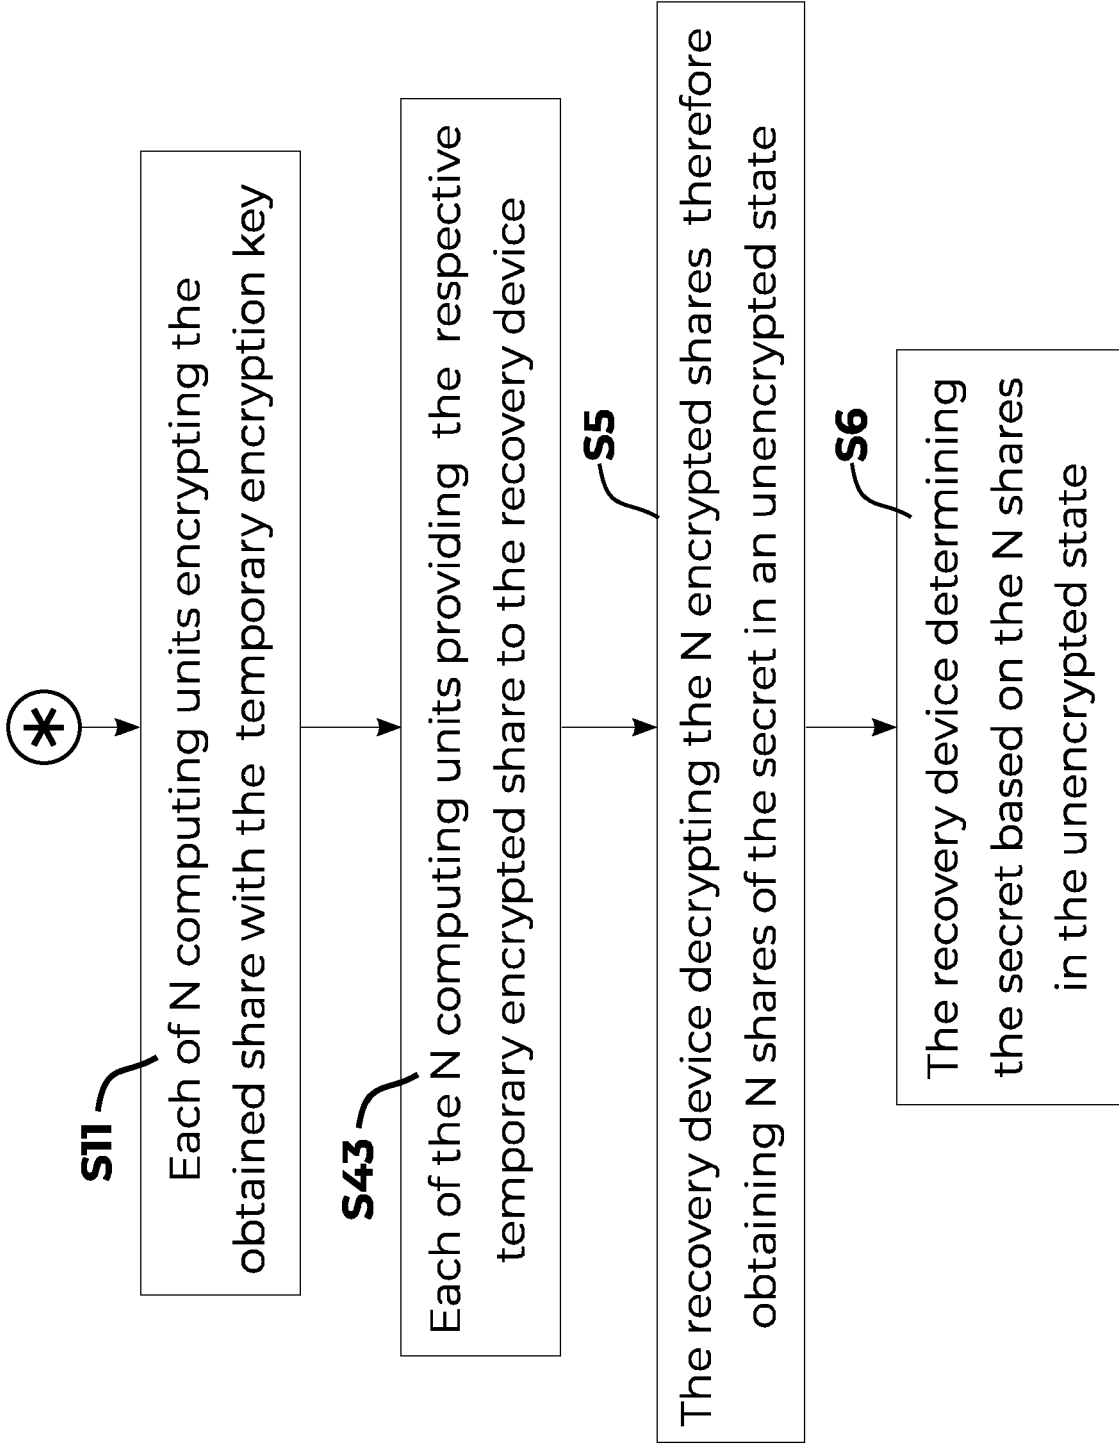 *
S11
Each of N computing units encrypting the
obtained share with the temporary encryption key
S43
Each of the N computing units providing the respective
temporary encrypted share to the recovery device
S5
The recovery device decrypting the N encrypted shares therefore
obtaining N shares of the secret in an unencrypted state
S6
The recovery device determining
the secret based on the N shares
in the unencrypted state